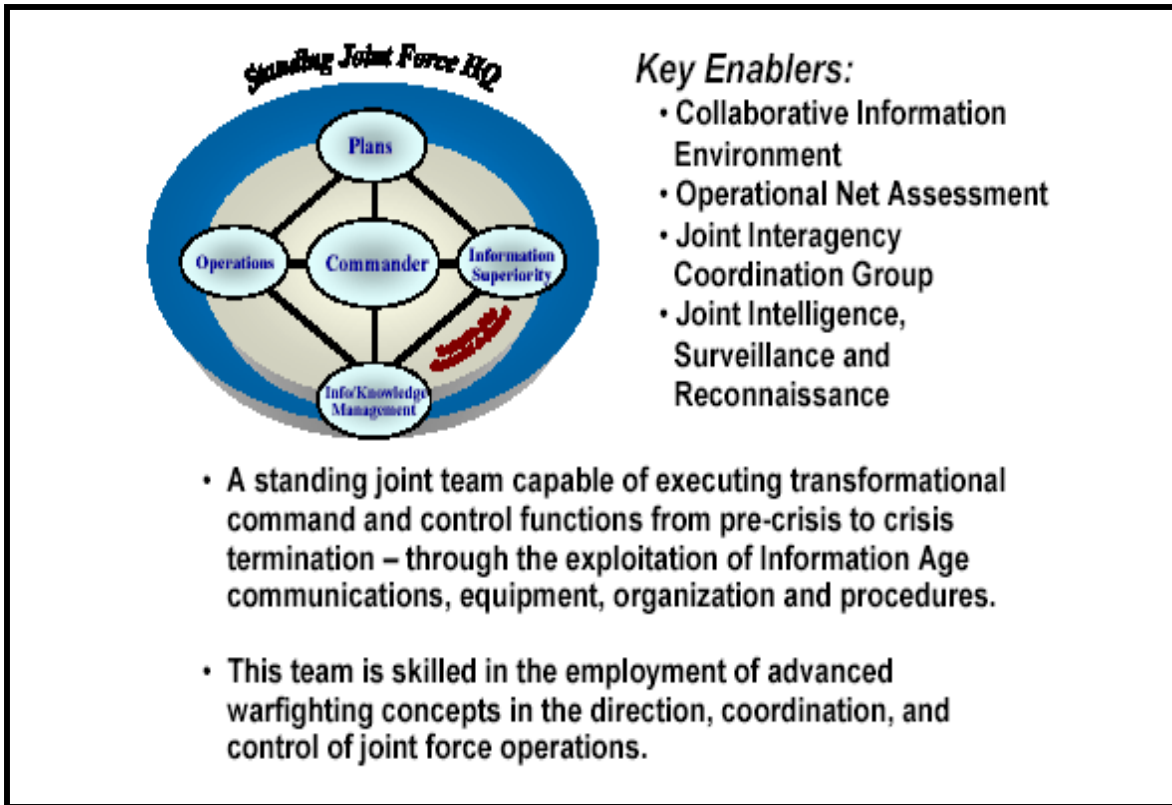 Standing Joint Force HQ
Plans
Operations
Commander
Information
Superiority
Info/Knowledge
Management
Key Enablers:
• Collaborative Information
Environment
• Operational Net Assessment
• Joint Interagency
Coordination Group
• Joint Intelligence,
Surveillance and
Reconnaissance
• A standing joint team capable of executing transformational
command and control functions from pre-crisis to crisis
termination – through the exploitation of Information Age
communications, equipment, organization and procedures.
• This team is skilled in the employment of advanced
warfighting concepts in the direction, coordination, and
control of joint force operations.